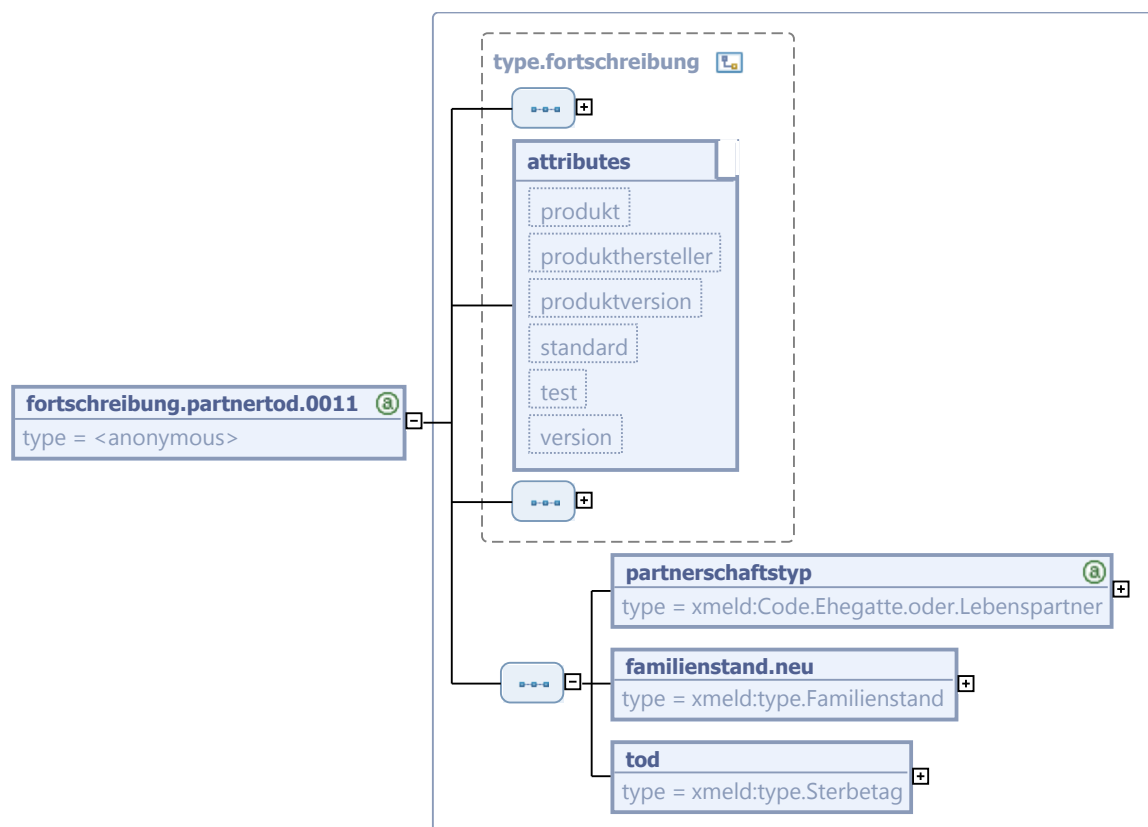 type.fortschreibung
attributes
produkt
produkthersteller
produktversion
standard
test
version
fortschreibung.partnertod.0011
type = <anonymous>
partnerschaftstyp
type = xmeld:Code.Ehegatte.oder.Lebenspartner
familienstand.neu
type = xmeld:type.Familienstand
tod
type = xmeld:type.Sterbetag